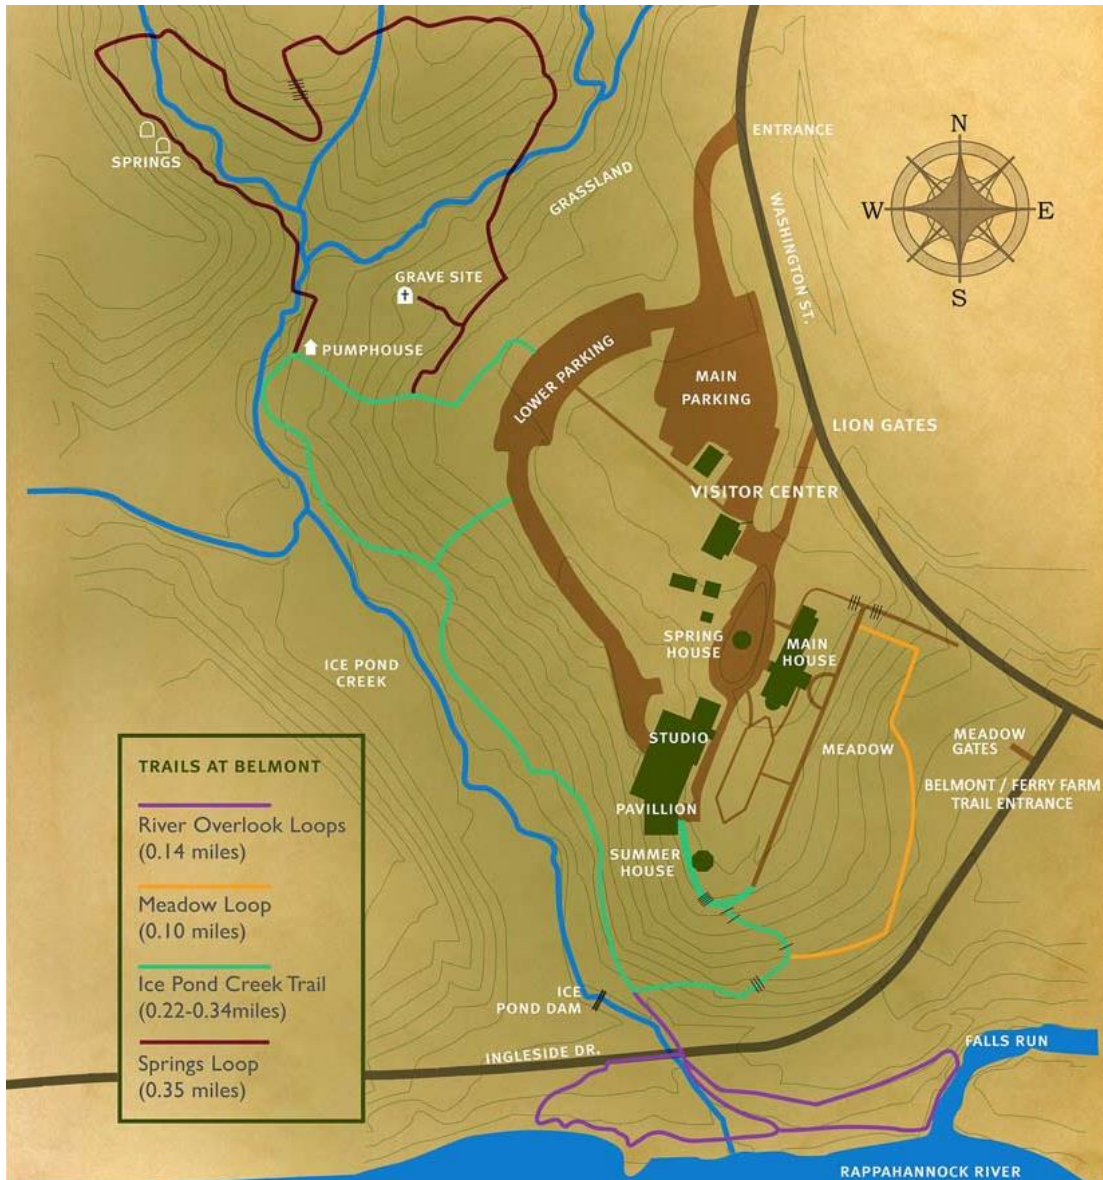 SPRINGS
GRASSLAND
ENTRANCE
WASHINGTON ST.
N
W
E
S
GRAVE SITE
PUMPHOUSE
LOWER PARKING
MAIN
PARKING
LION GATES
VISITOR CENTER
SPRING
HOUSE
MAIN
HOUSE
ICE POND
CREEK
STUDIO
MEADOW
MEADOW
GATES
BELMONT / FERRY FARM
TRAIL ENTRANCE
PAVILLION
SUMMER
HOUSE
ICE
POND DAM
INGLESIDE DR.
FALLS RUN
RAPPAHANNOCK RIVER
TRAILS AT BELMONT
River Overlook Loops
(0.14 miles)
Meadow Loop
(0.10 miles)
Ice Pond Creek Trail
(0.22-0.34miles)
Springs Loop
(0.35 miles)